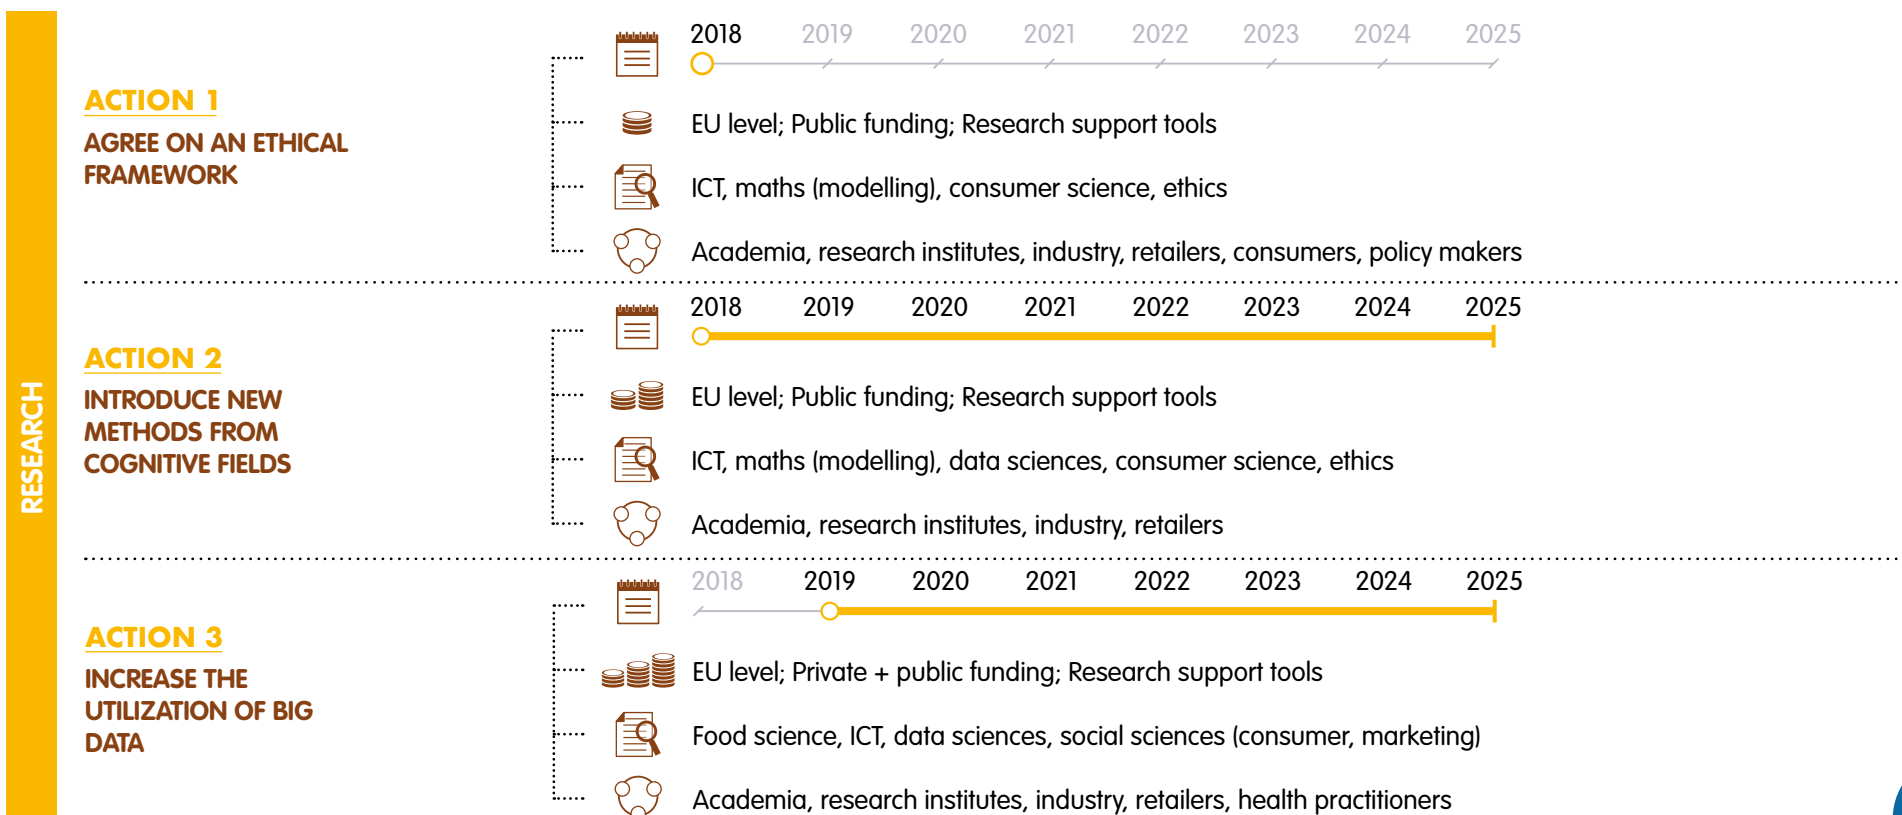 RESEARCH
ACTION 1
AGREE ON AN ETHICAL
FRAMEWORK
2018 2019 2020 2021 2022 2023 2024 2025
EU level; Public funding; Research support tools
ICT, maths (modelling), consumer science, ethics
Academia, research institutes, industry, retailers, consumers, policy makers
ACTION 2
INTRODUCE NEW
METHODS FROM
COGNITIVE FIELDS
2018 2019 2020 2021 2022 2023 2024 2025
EU level; Public funding; Research support tools
ICT, maths (modelling), data sciences, consumer science, ethics
Academia, research institutes, industry, retailers
ACTION 3
INCREASE THE
UTILIZATION OF BIG
DATA
2018 2019 2020 2021 2022 2023 2024 2025
EU level; Private + public funding; Research support tools
Food science, ICT, data sciences, social sciences (consumer, marketing)
Academia, research institutes, industry, retailers, health practitioners